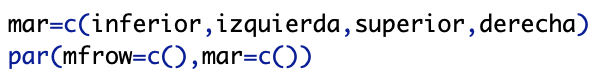 mar=c(inferior,izquierda,superior,derecha)
par(mfrow=c(),mar=c())